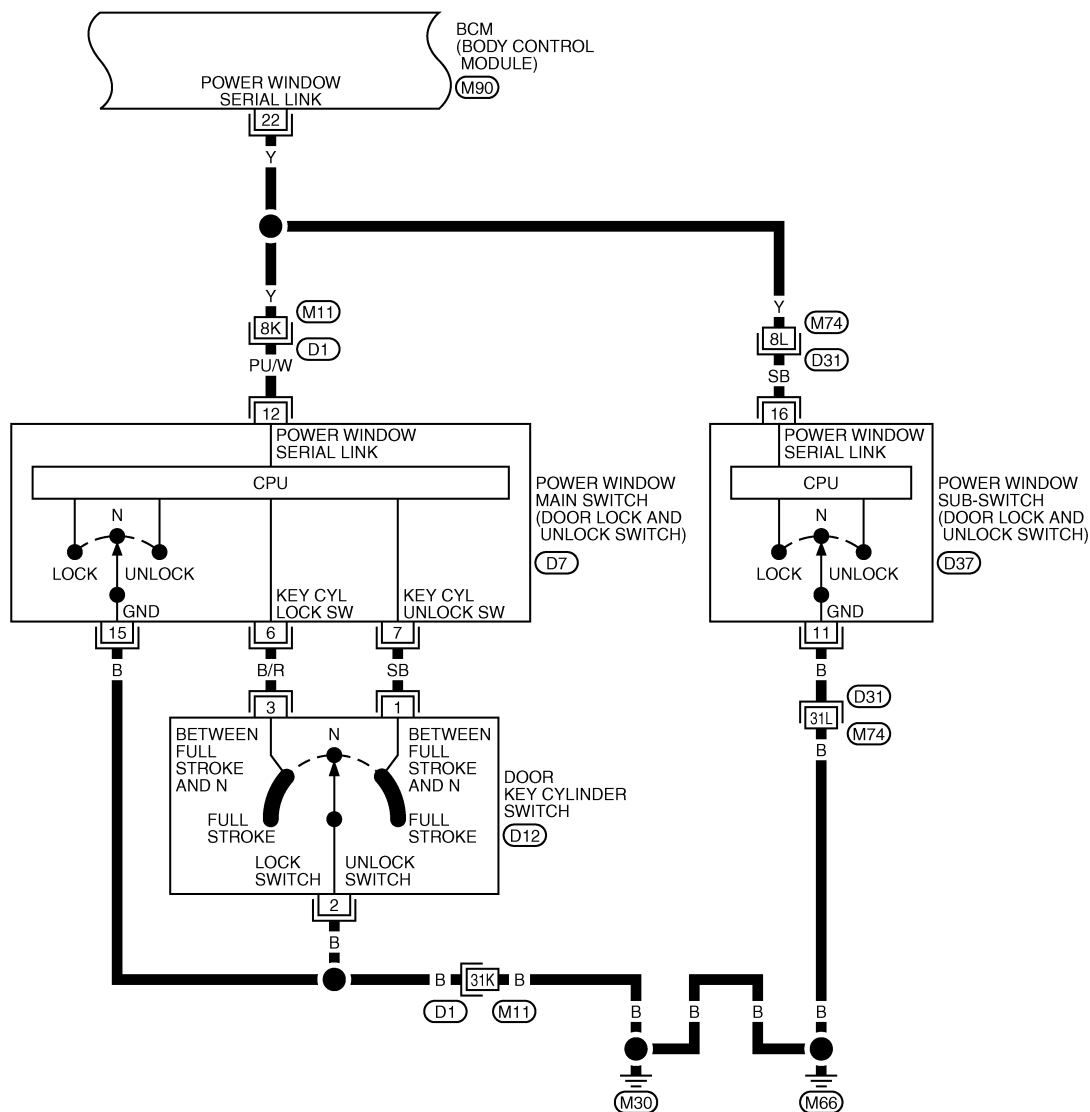 BCM
(BODY CONTROL
MODULE)
M90
POWER WINDOW
SERIAL LINK
22
Y
Y
Y
8K
M11
D1
PU/W
8L
M74
D31
SB
12
16
POWER WINDOW
SERIAL LINK
CPU
N
LOCK
UNLOCK
GND
KEY CYL
LOCK SW
KEY CYL
UNLOCK SW
POWER WINDOW
MAIN SWITCH
(DOOR LOCK AND
UNLOCK SWITCH)
D7
POWER WINDOW
SERIAL LINK
CPU
N
LOCK
UNLOCK
GND
POWER WINDOW
SUB-SWITCH
(DOOR LOCK AND
UNLOCK SWITCH)
D37
15
6
7
11
B
B/R
SB
B
3
1
D31
31L
M74
B
BETWEEN
FULL
STROKE
AND N
N
BETWEEN
FULL
STROKE
AND N
FULL
STROKE
FULL
STROKE
LOCK
SWITCH
UNLOCK
SWITCH
DOOR
KEY CYLINDER
SWITCH
D12
2
B
B
31K
B
D1
M11
B
B
B
B
M30
M66